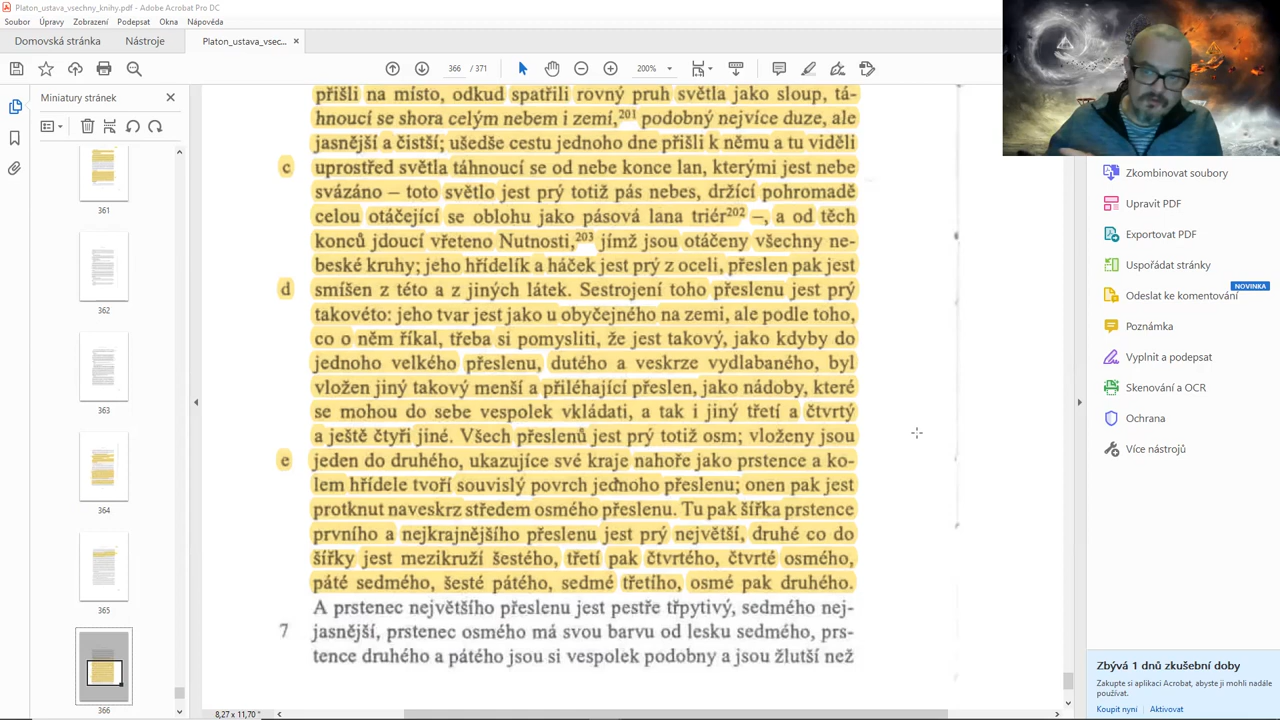 Platon_ustava_vsechny_knihy.pdf - Adobe Acrobat Pro DC
Soubor Úpravy Zobrazení Podepsat Okna Nápověda
Domovská stránka Nástroje Platon_ustava_vsec... ×
366 / 371 200%
Miniatury stránek
361
362
363
364
365
366
přišli na místo, odkud spatřili rovný pruh světla jako sloup, tá-
hnoucí se shora celým nebem i zemí,201 podobný nejvíce duze, ale
jasnější a čistší; ušedše cestu jednoho dne přišli k němu a tu viděli
c uprostřed světla táhnoucí se od nebe konce lan, kterými jest nebe
svázáno – toto světlo jest prý totiž pás nebes, držící pohromadě
celou otáčející se oblohu jako pásová lana triér202 –, a od těch
konců jdoucí vřeteno Nutnosti,203 jímž jsou otáčeny všechny ne-
beské kruhy; jeho hřídelík a háček jest prý z oceli, přeslen pak jest
d smíšen z této a z jiných látek. Sestrojení toho přeslenu jest prý
takovéto: jeho tvar jest jako u obyčejného na zemi, ale podle toho,
co o něm říkal, třeba si pomysliti, že jest takový, jako kdyby do
jednoho velkého přeslenu, dutého a veskrze vydlabaného, byl
vložen jiný takový menší a přiléhající přeslen, jako nádoby, které
se mohou do sebe vespolek vkládati, a tak i jiný třetí a čtvrtý
a ještě čtyři jiné. Všech přeslenů jest prý totiž osm; vloženy jsou
e jeden do druhého, ukazujíce své kraje nahoře jako prstence a ko-
lem hřídele tvoří souvislý povrch jednoho přeslenu; onen pak jest
protknut naveskrz středem osmého přeslenu. Tu pak šířka prstence
prvního a nejkrajnějšího přeslenu jest prý největší, druhé co do
šířky jest mezikruží šestého, třetí pak čtvrtého, čtvrté osmého,
páté sedmého, šesté pátého, sedmé třetího, osmé pak druhého.
A prstenec největšího přeslenu jest pestře třpytivý, sedmého nej-
7 jasnější, prstenec osmého má svou barvu od lesku sedmého, prs-
tence druhého a pátého jsou si vespolek podobny a jsou žlutší než
8,27 × 11,70"
Zkombinovat soubory
Upravit PDF
Exportovat PDF
Uspořádat stránky
NOVINKA
Odeslat ke komentování
Poznámka
Vyplnit a podepsat
Skenování a OCR
Ochrana
Více nástrojů
Zbývá 1 dnů zkušební doby
Zakupte si aplikaci Acrobat, abyste ji mohli nadále
používat.
Koupit nyní Aktivovat